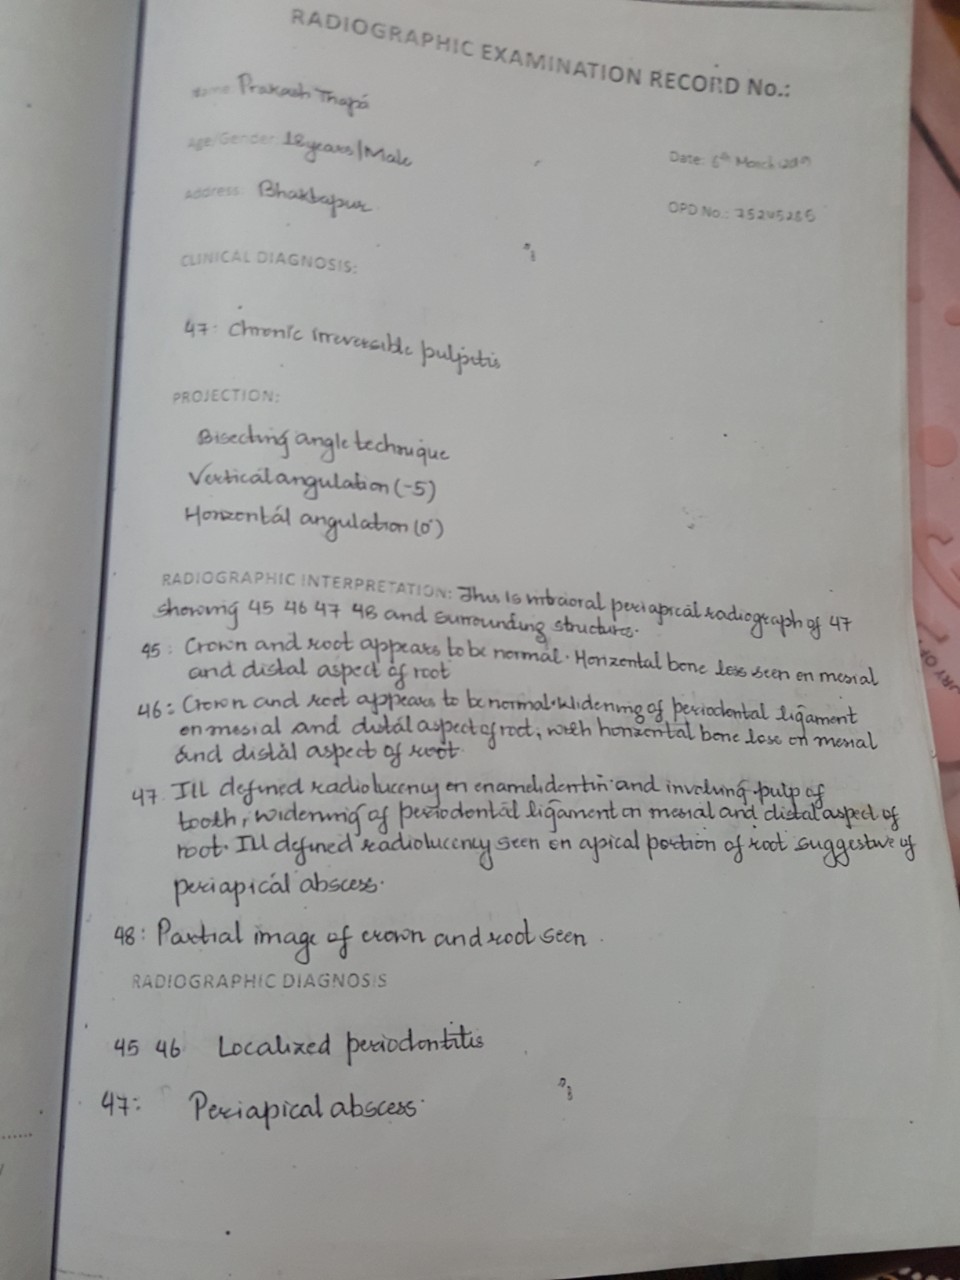 RADIOGRAPHIC EXAMINATION RECORD No.:
Name Prakash Thapa
age/Gender: 18 years/Male
Date: 6th March 2019
address: Bhaktapur
OPD No.: 75245286
CLINICAL DIAGNOSIS:
47: Chronic irreversible pulpitis
PROJECTION:
Bisecting angle technique
Vertical angulation (-5)
Horizontal angulation (0°)
RADIOGRAPHIC INTERPRETATION: This is intraoral periapical radiograph of 47
showing 45 46 47 48 and surrounding structures.
45: Crown and root appears to be normal. Horizontal bone loss seen on mesial
and distal aspect of root
46: Crown and root appears to be normal. Widening of periodontal ligament
on mesial and distal aspect of root, with horizontal bone loss on mesial
and distal aspect of root.
47. Ill defined radiolucency on enamel, dentin and involving pulp of
tooth, widening of periodontal ligament on mesial and distal aspect of
root. Ill defined radiolucency seen on apical portion of root suggestive of
periapical abscess.
48: Partial image of crown and root seen.
RADIOGRAPHIC DIAGNOSIS
45 46 Localized periodontitis
47: Periapical abscess.